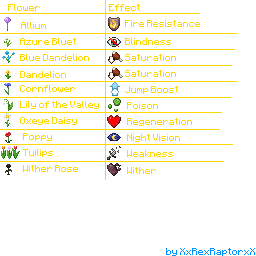 Flower Effect
Allium Fire Resistance
Azure Bluet Blindness
Blue Dandelion Saturation
Dandelion Saturation
Cornflower Jump Boost
Lily of the Valley Poison
Oxeye Daisy Regeneration
Poppy Night Vision
Tulips Weakness
Wither Rose Wither
by XxRexRaptorxX